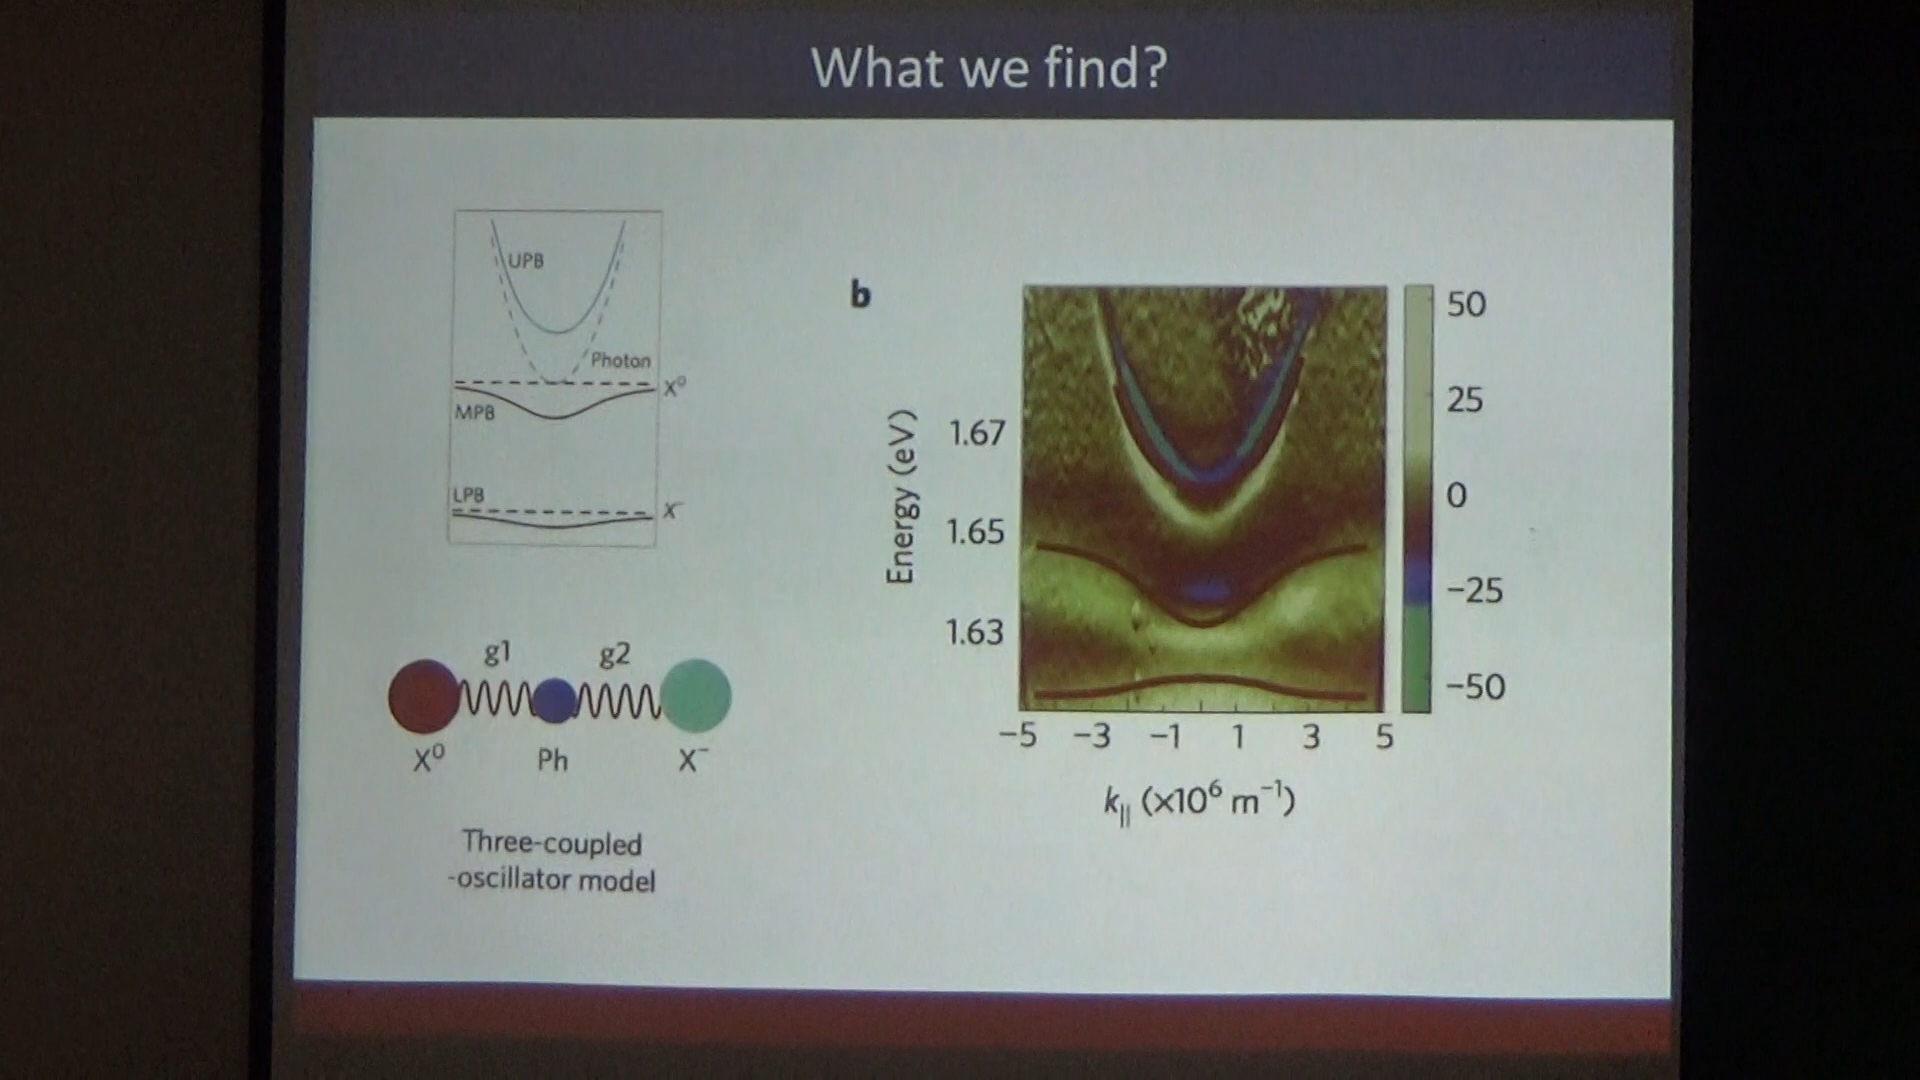 What we find?
UPB
Photon
X⁰
MPB
LPB
X⁻
g1 g2
X⁰ Ph X⁻
Three-coupled
-oscillator model
b
Energy (eV)
1.67
1.65
1.63
−5 −3 −1 1 3 5
k|| (×10⁶ m⁻¹)
50
25
0
−25
−50